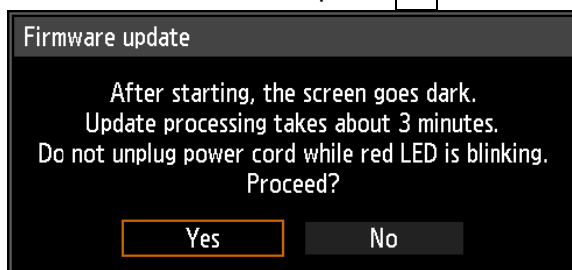 Firmware update
After starting, the screen goes dark.
Update processing takes about 3 minutes.
Do not unplug power cord while red LED is blinking.
Proceed?
Yes No